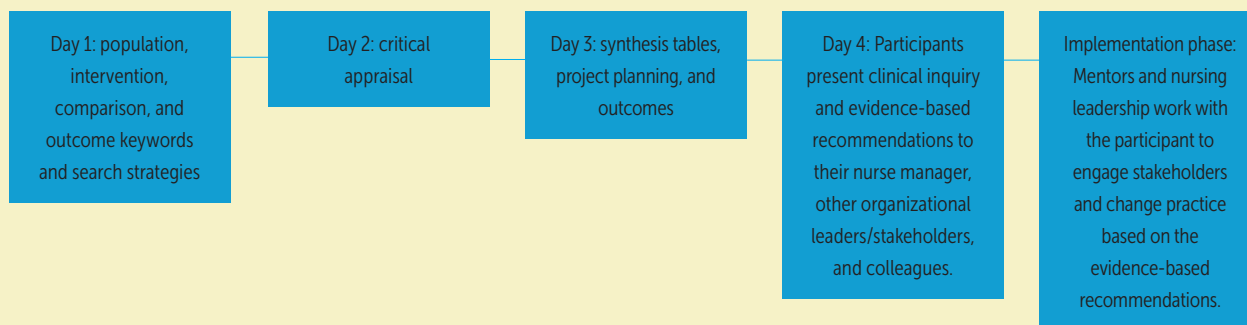 Day 1: population,
intervention,
comparison, and
outcome keywords
and search strategies
Day 2: critical
appraisal
Day 3: synthesis tables,
project planning, and
outcomes
Day 4: Participants
present clinical inquiry
and evidence-based
recommendations to
their nurse manager,
other organizational
leaders/stakeholders,
and colleagues.
Implementation phase:
Mentors and nursing
leadership work with
the participant to
engage stakeholders
and change practice
based on the
evidence-based
recommendations.